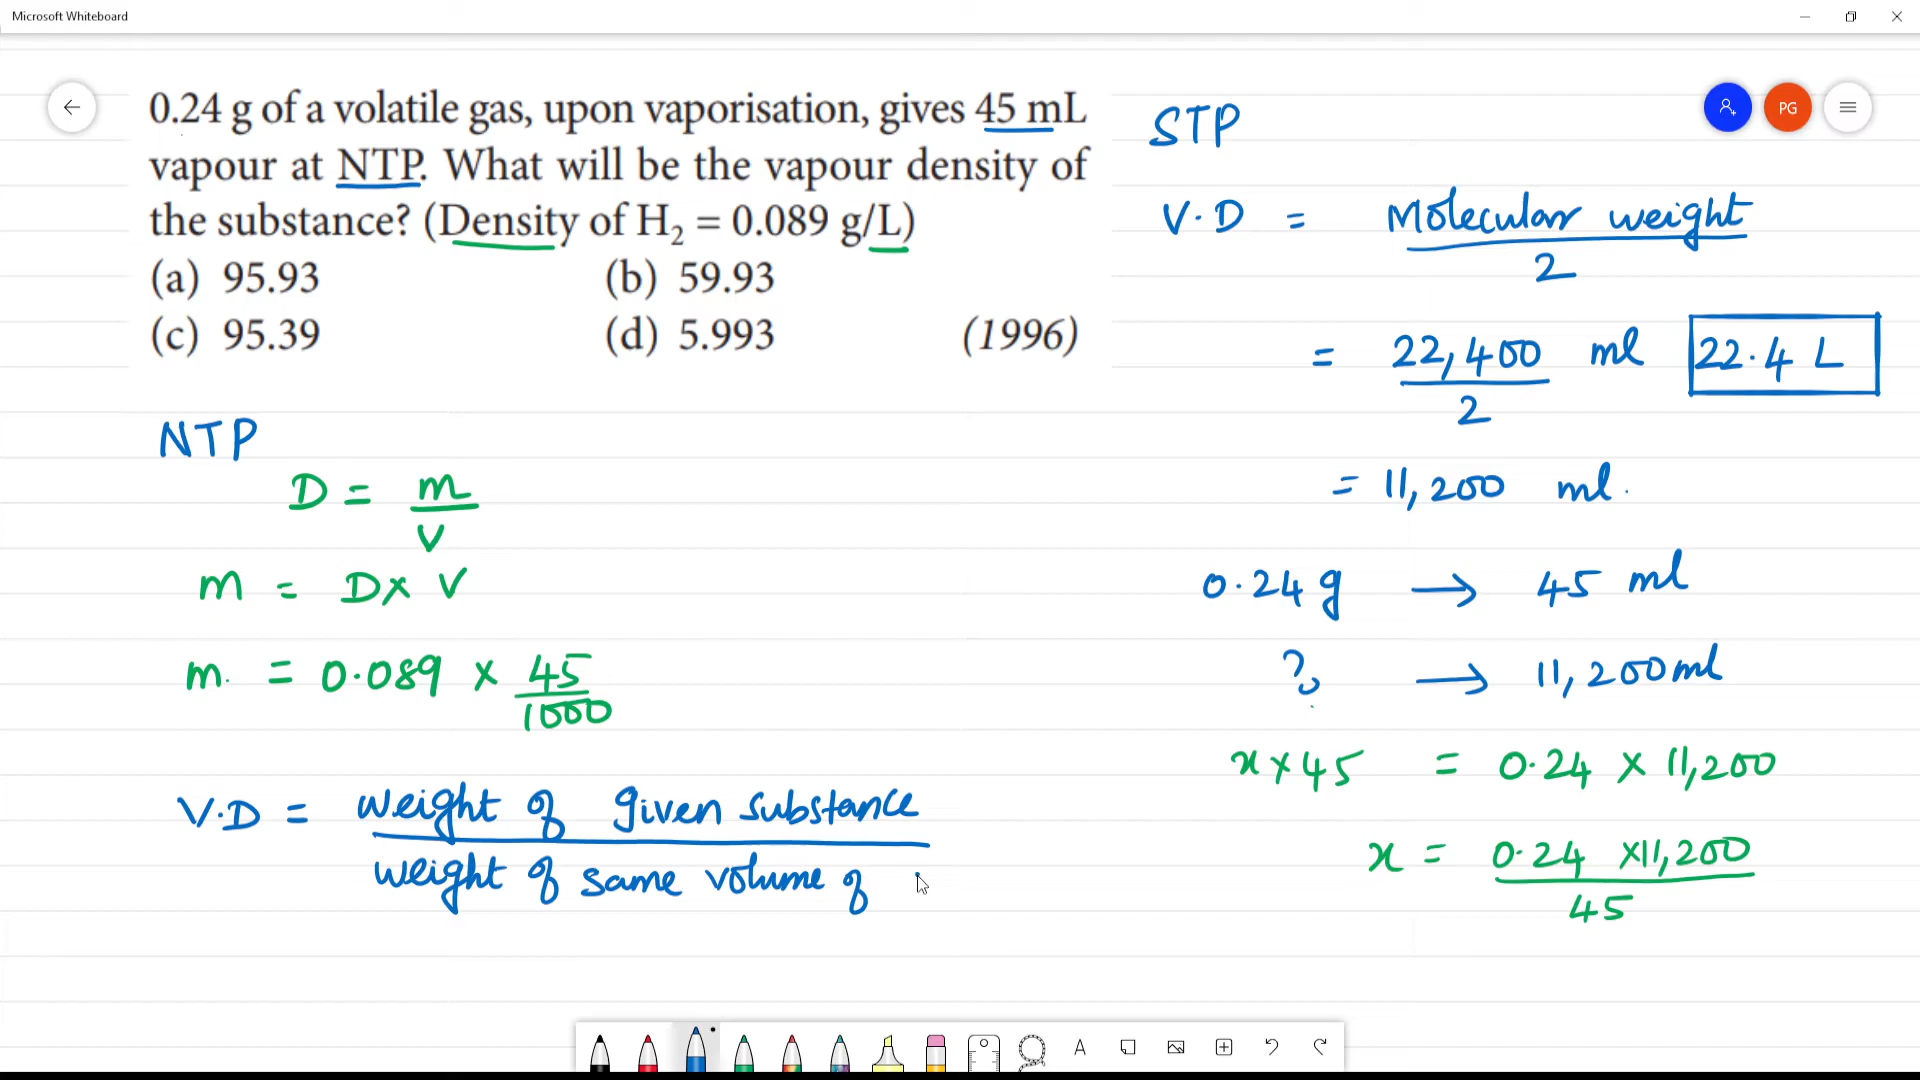 Microsoft Whiteboard
PG
0.24 g of a volatile gas, upon vaporisation, gives 45 mL
vapour at NTP. What will be the vapour density of
the substance? (Density of H₂ = 0.089 g/L)
(a) 95.93 (b) 59.93
(c) 95.39 (d) 5.993 (1996)
NTP
D = m/V
m = D x V
m. = 0.089 x 45/1000
V.D = weight of given substance
weight of same volume of
STP
V.D = Molecular weight
2
= 22,400 ml 22.4 L
2
= 11,200 ml.
0.24 g → 45 ml
? → 11,200ml
x x 45 = 0.24 x 11,200
x = 0.24 x11,200
45
A